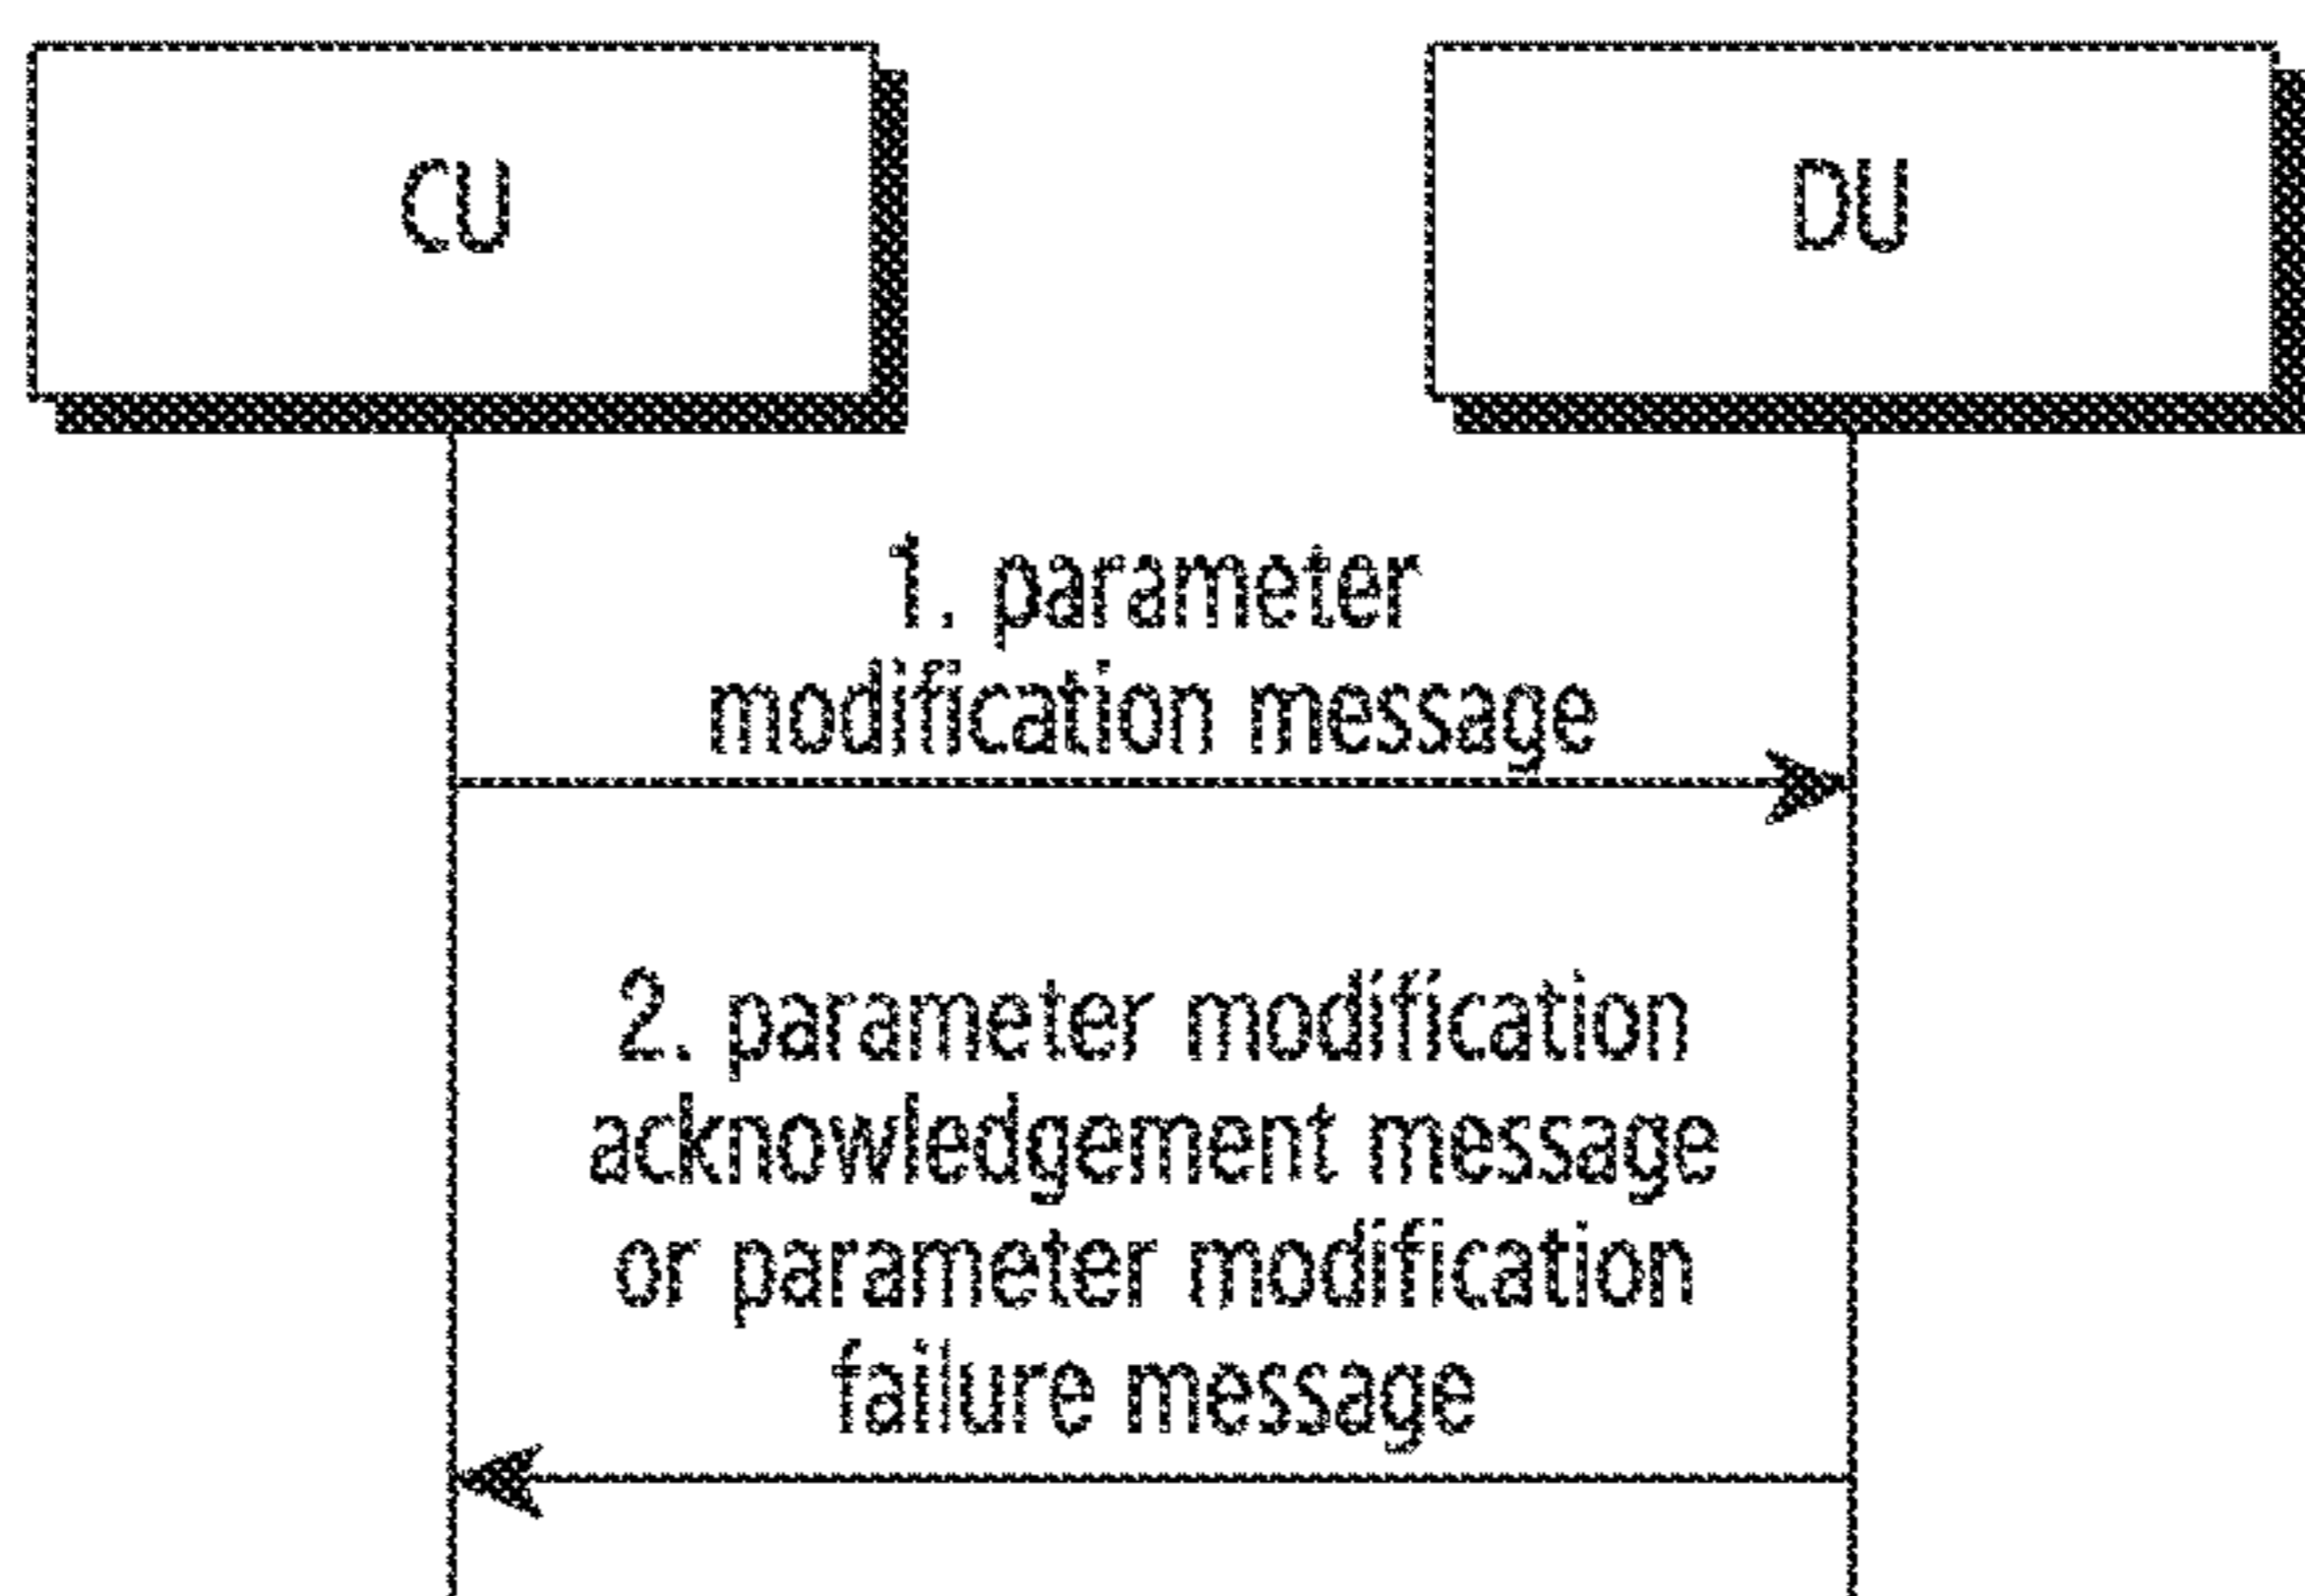 CU
DU
1. parameter
modification message
2. parameter modification
acknowledgement message
or parameter modification
failure message